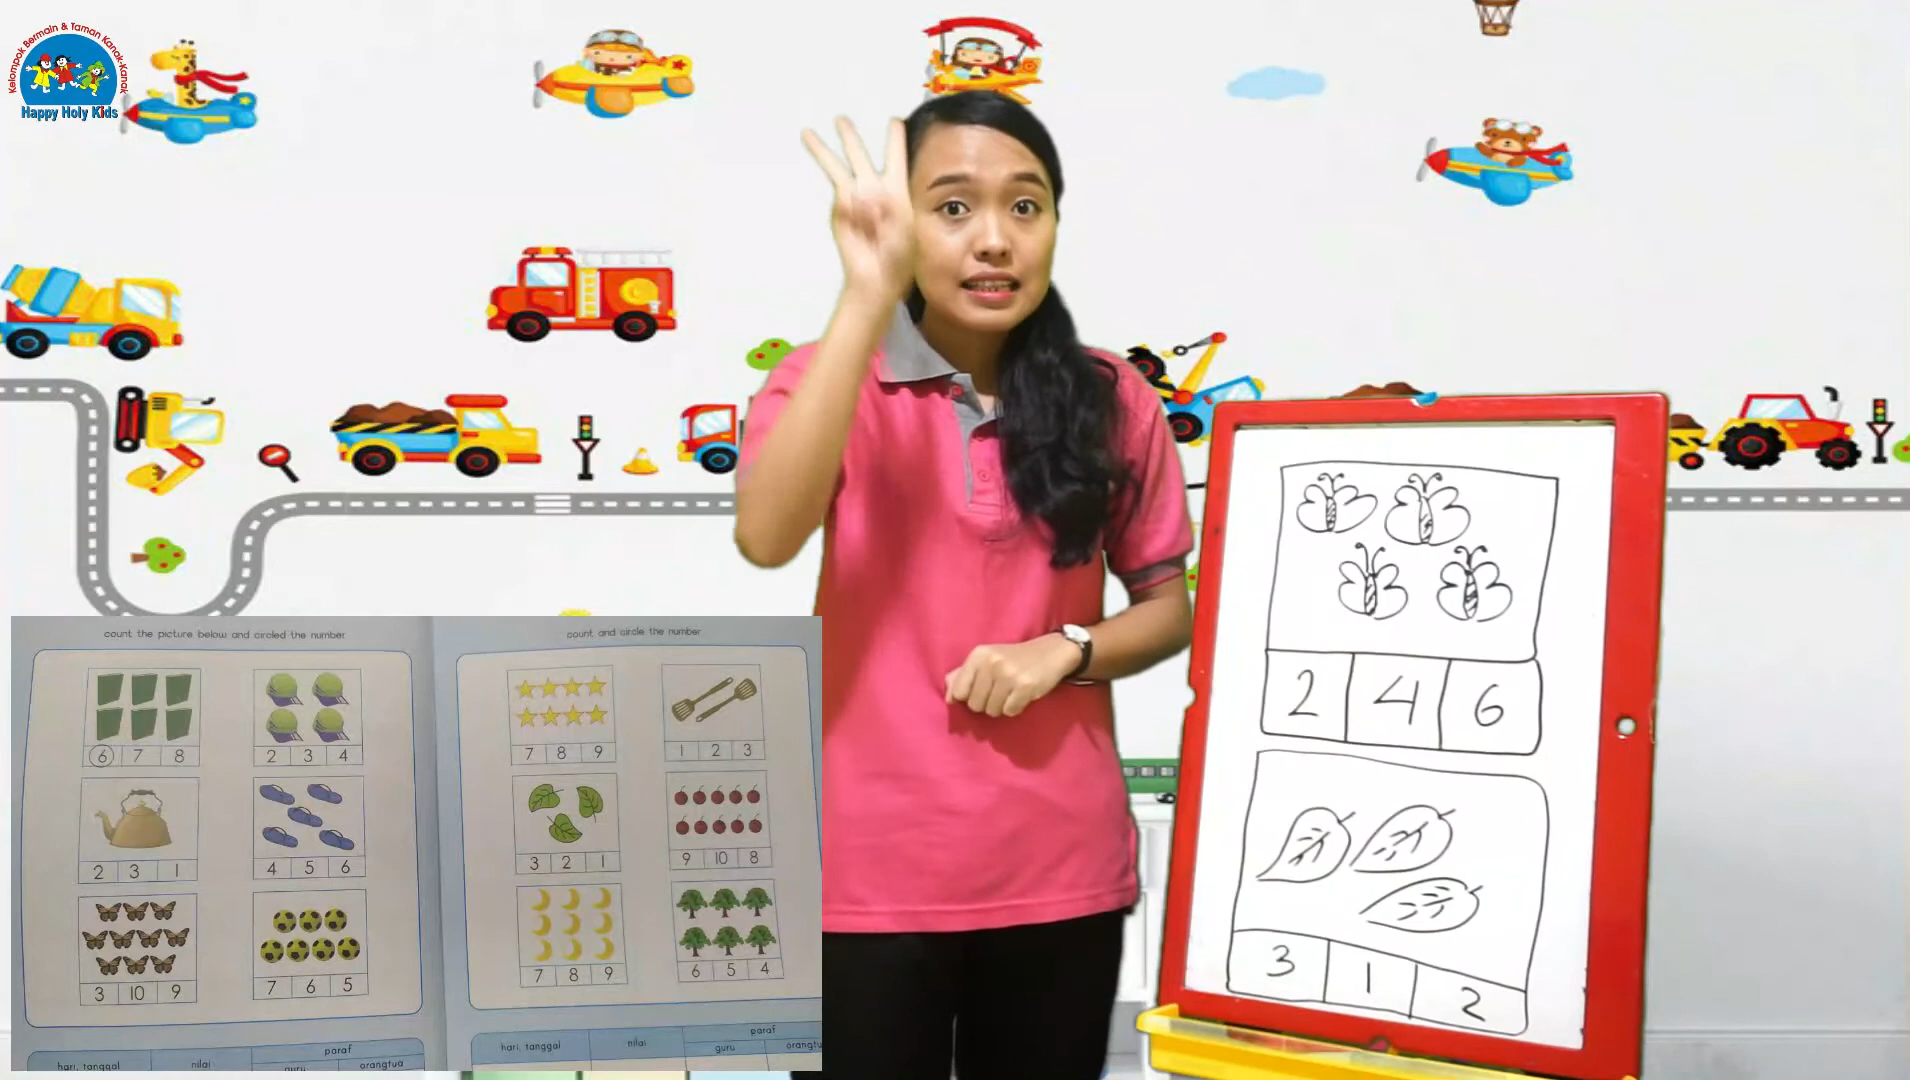 Kelompok Bermain & Taman Kanak-Kanak
Happy Holy Kids
count the picture below and circled the number
6 7 8
2 3 4
2 3 1
4 5 6
3 10 9
7 6 5
hari, tanggal
nilai
paraf
guru
orangtua
count and circle the number
7 8 9
1 2 3
3 2 1
9 10 8
7 8 9
6 5 4
hari, tanggal
nilai
paraf
guru
orangtu
2 4 6
3 1 2